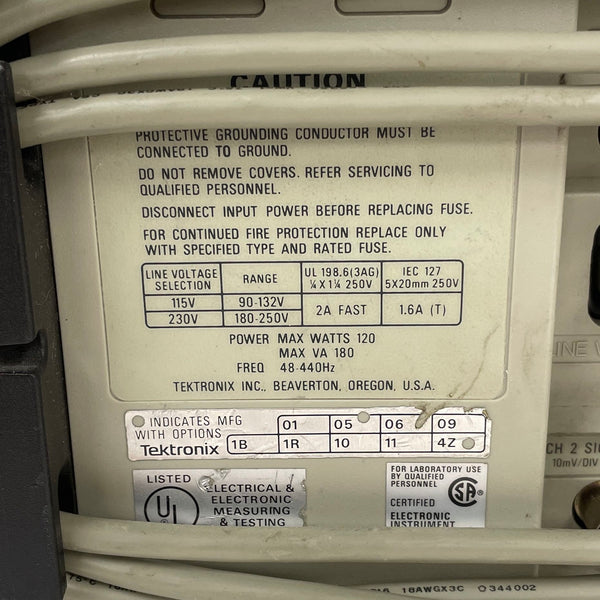 CAUTION
PROTECTIVE GROUNDING CONDUCTOR MUST BE
CONNECTED TO GROUND.
DO NOT REMOVE COVERS. REFER SERVICING TO
QUALIFIED PERSONNEL.
DISCONNECT INPUT POWER BEFORE REPLACING FUSE.
FOR CONTINUED FIRE PROTECTION REPLACE ONLY
WITH SPECIFIED TYPE AND RATED FUSE.
LINE VOLTAGE SELECTION RANGE UL 198.6(3AG) ¼ X 1¼ 250V IEC 127 5X20mm 250V
115V 90-132V 2A FAST 1.6A (T)
230V 180-250V
POWER MAX WATTS 120
MAX VA 180
FREQ 48-440Hz
TEKTRONIX INC., BEAVERTON, OREGON, U.S.A.
INDICATES MFG
WITH OPTIONS
01 05 06 09
Tektronix 1B 1R 10 11 4Z
LISTED
UL
ELECTRICAL &
ELECTRONIC
MEASURING
& TESTING
FOR LABORATORY USE
BY QUALIFIED
PERSONNEL
CERTIFIED
SA
ELECTRONIC
INSTRUMENT
LINE V
CH 2 SI
10mV/DIV
18AWGX3C 344002